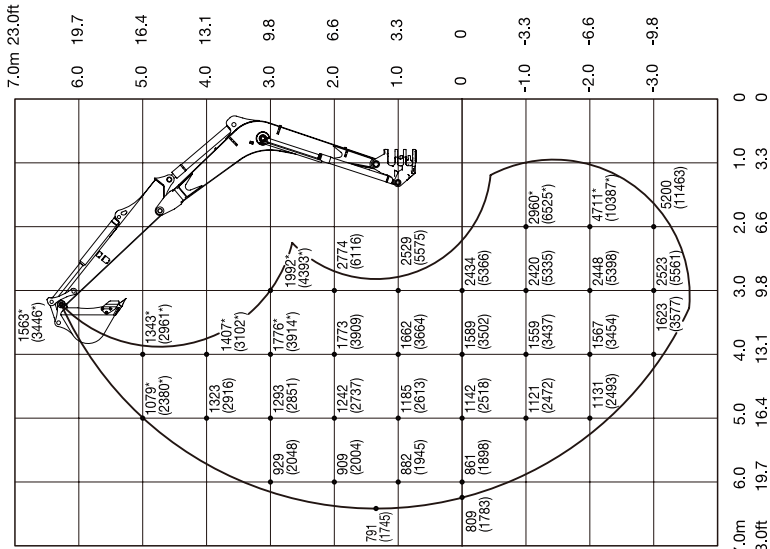 7.0m 23.0ft
1563*
(3446*)
6.0 19.7
1079* 1343*
(2380*) (2961*)
5.0 16.4
1323 1407*
(2916) (3102*)
4.0 13.1
929 1293 1776* 1992*
(2048) (2851) (3914*) (4393*)
3.0 9.8
909 1242 1773 2774
(2004) (2737) (3909) (6116)
2.0 6.6
791
(1745)
882 1185 1662 2529
(1945) (2613) (3664) (5575)
1.0 3.3
809 861 1142 1589 2434
(1783) (1898) (2518) (3502) (5366)
0 0
1121 1559 2420 2960*
(2472) (3437) (5335) (6525*)
-1.0 -3.3
1131 1567 2448 4711*
(2493) (3454) (5398) (10387*)
-2.0 -6.6
1623 2523 5200
(3577) (5561) (11463)
-3.0 -9.8
.0m 6.0 5.0 4.0 3.0 2.0 1.0 0
3.0ft 19.7 16.4 13.1 9.8 6.6 3.3 0